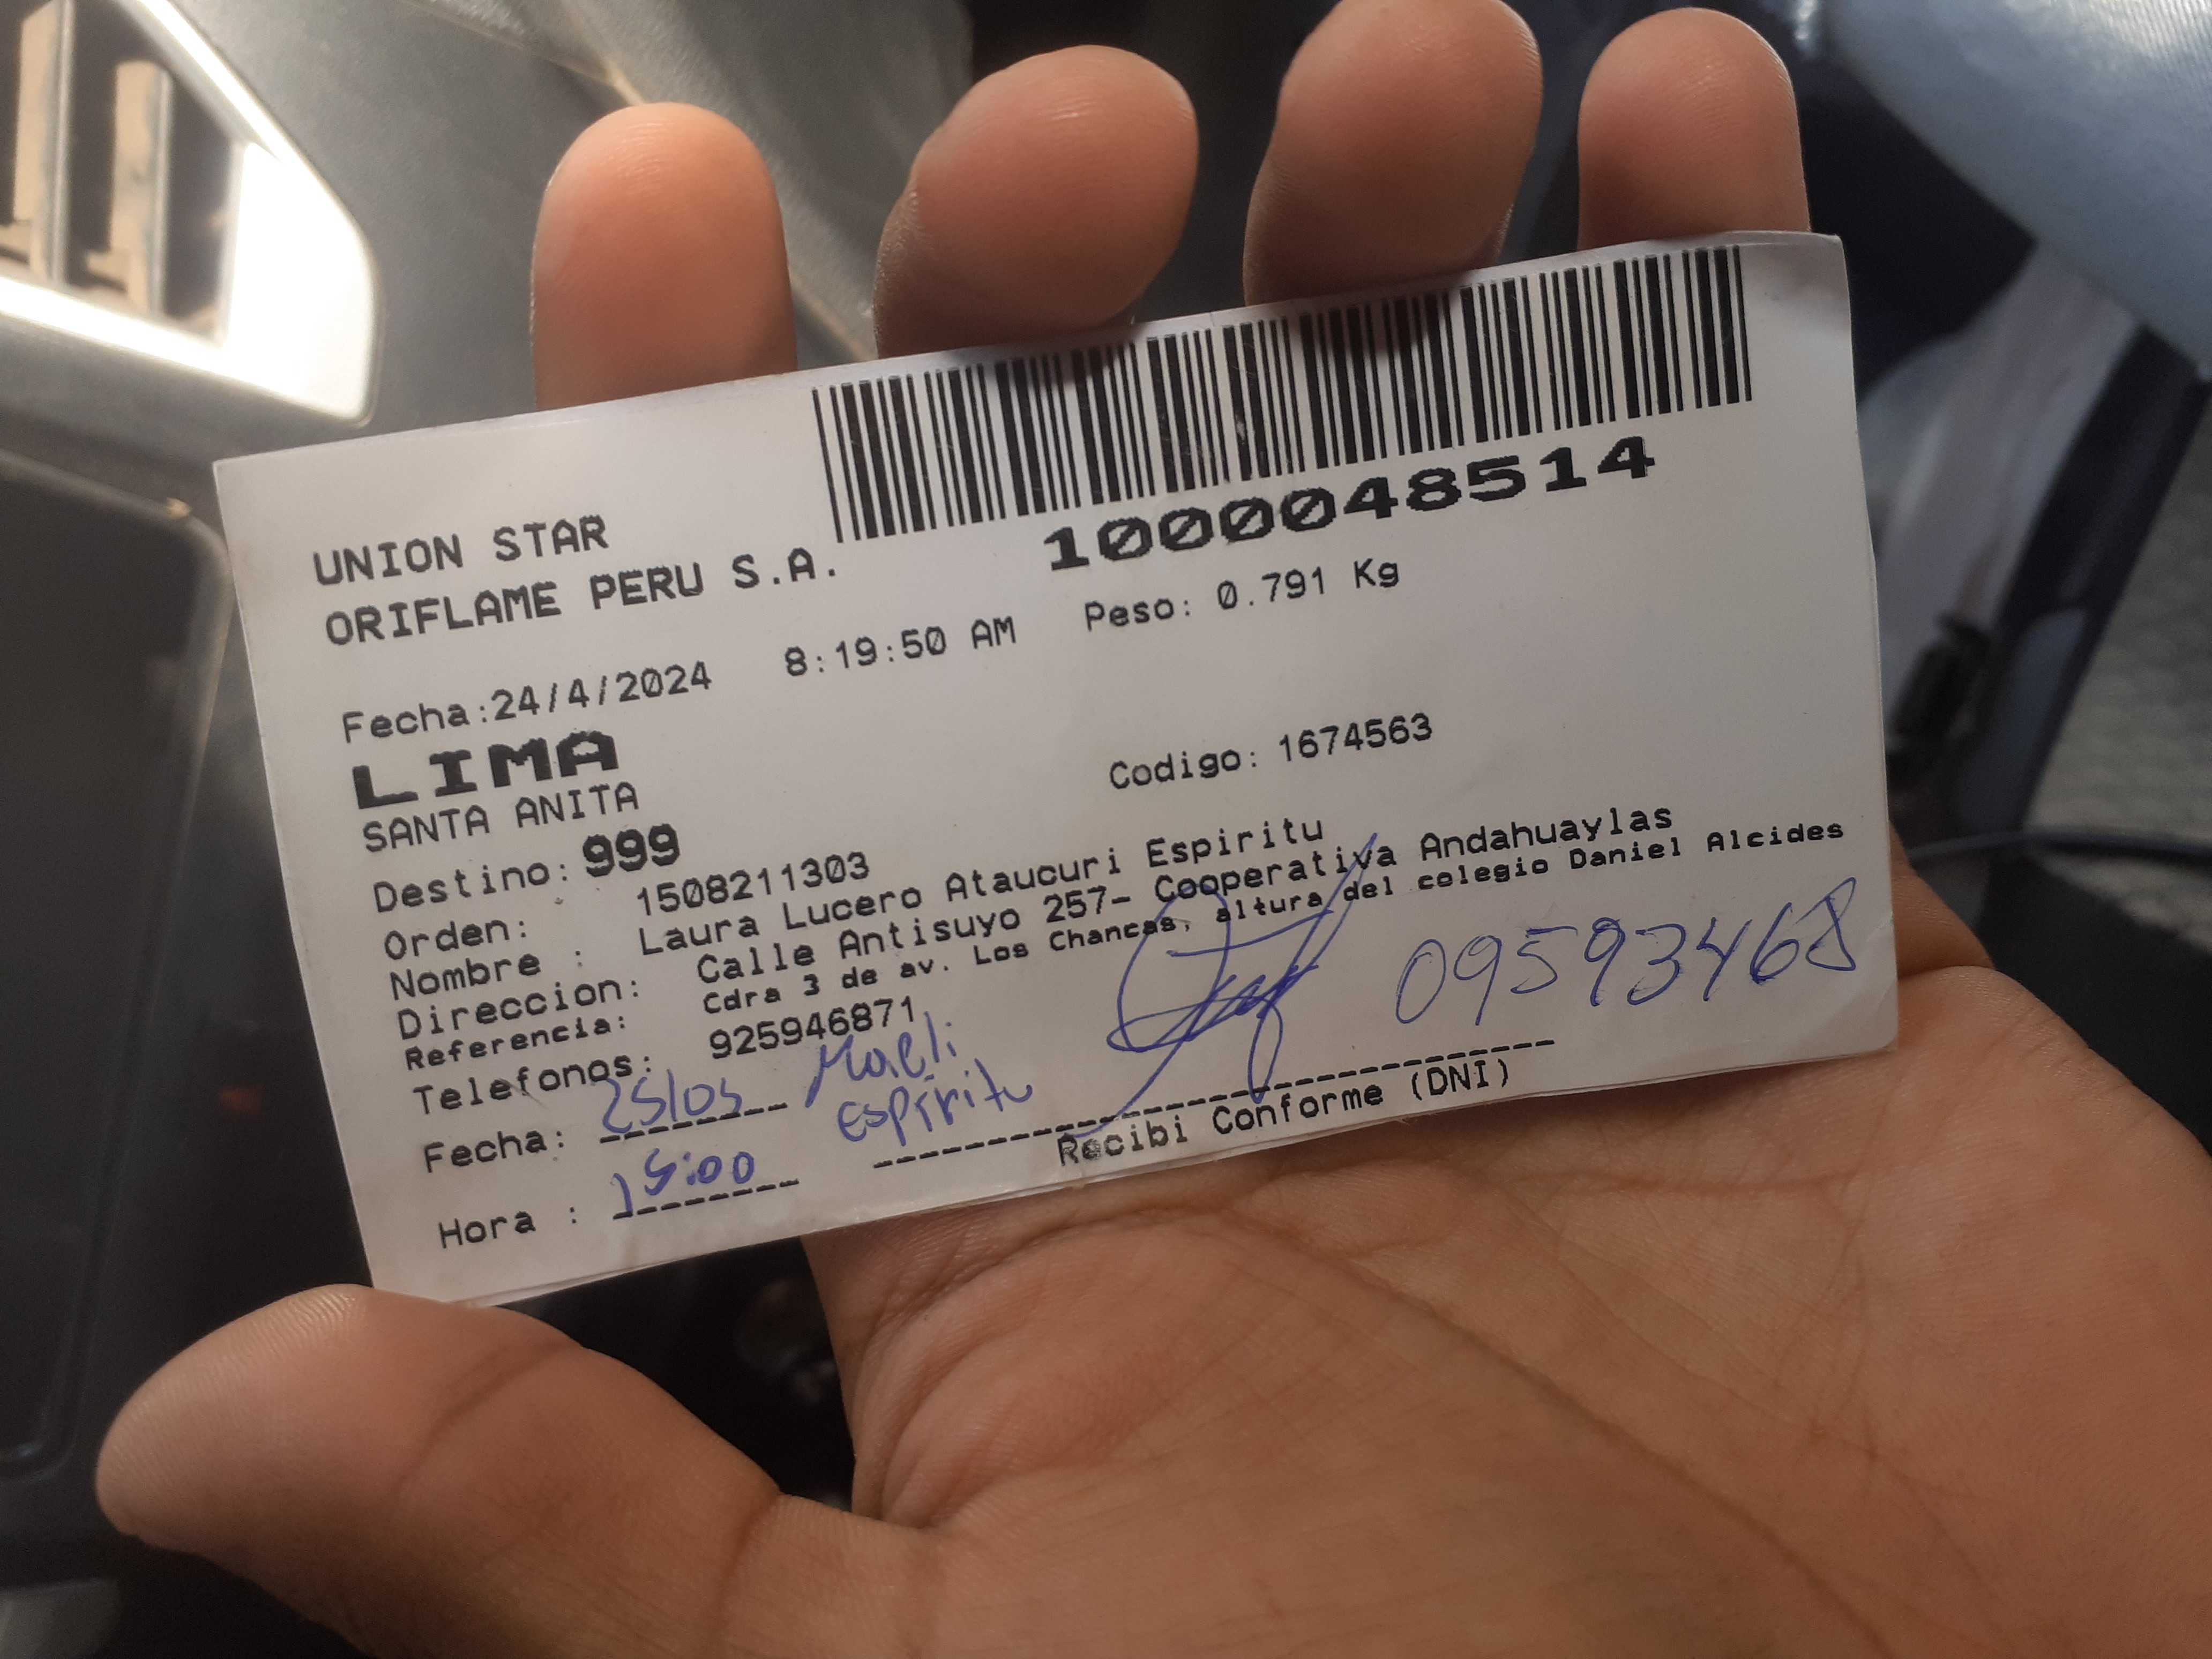 UNION STAR
ORIFLAME PERU S.A.
1000048514
Fecha:24/4/2024 8:19:50 AM Peso: 0.791 Kg
LIMA
SANTA ANITA
Codigo: 1674563
Destino: 999
Orden: 1508211303
Nombre : Laura Lucero Ataucuri Espiritu
Direccion: Calle Antisuyo 257- Cooperativa Andahuaylas
Referencia: Cdra 3 de av. Los Chancas, altura del colegio Daniel Alcides
Telefonos: 925946871
09593468
Fecha: 25/05
Espiritu
Hora : 15:00
Recibi Conforme (DNI)